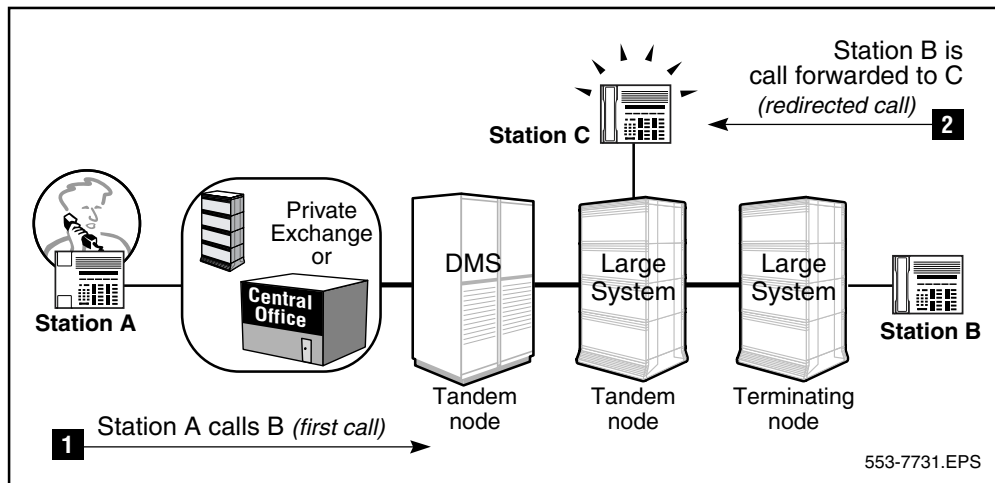 Station B is
call forwarded to C
(redirected call)
2
Station C
Station A
Private
Exchange
or
Central
Office
DMS
Large
System
Large
System
Station B
Tandem
node
Tandem
node
Terminating
node
1
Station A calls B (first call)
553-7731.EPS